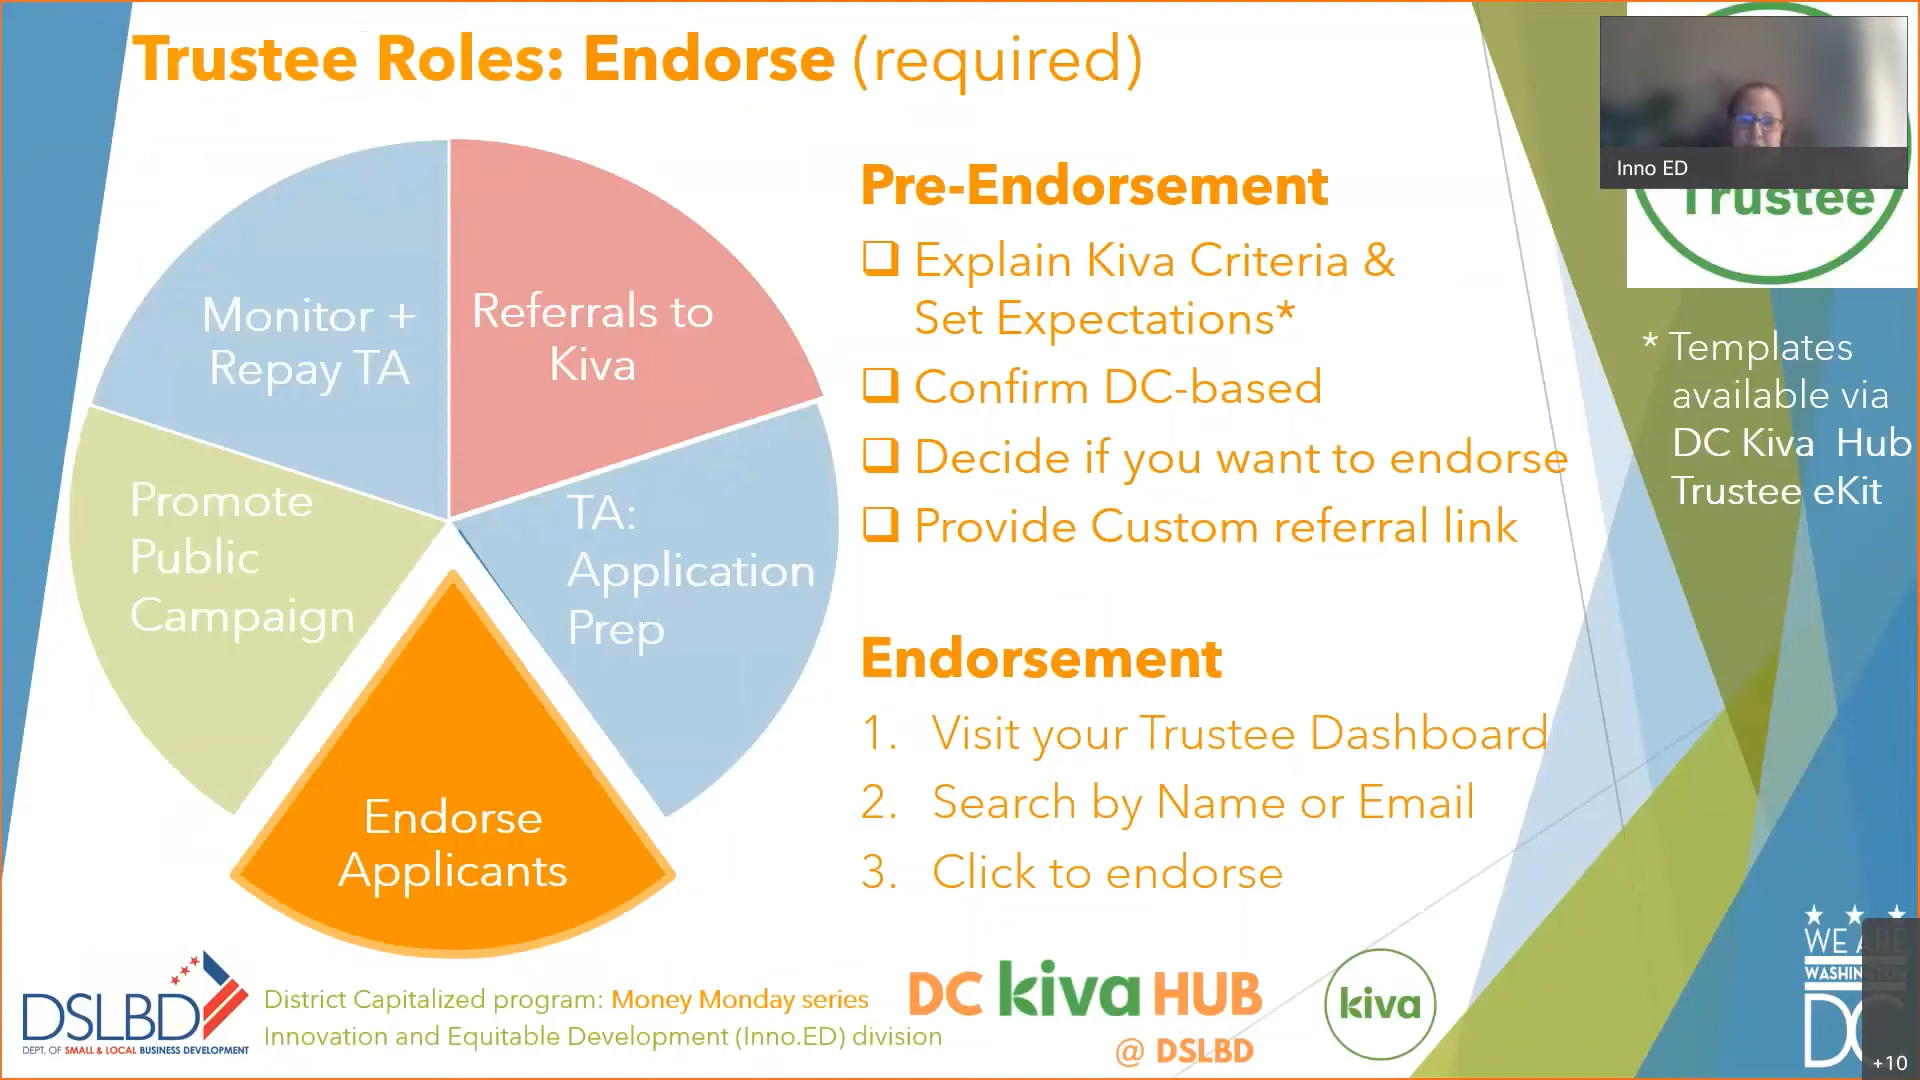 Trustee Roles: Endorse (required)
Inno ED
Trustee
Monitor +
Repay TA
Referrals to
Kiva
Promote
Public
Campaign
TA:
Application
Prep
Endorse
Applicants
Pre-Endorsement
❑ Explain Kiva Criteria &
Set Expectations*
❑ Confirm DC-based
❑ Decide if you want to endorse
❑ Provide Custom referral link
Endorsement
1. Visit your Trustee Dashboard
2. Search by Name or Email
3. Click to endorse
* Templates
available via
DC Kiva Hub
Trustee eKit
DSLBD
DEPT. OF SMALL & LOCAL BUSINESS DEVELOPMENT
District Capitalized program: Money Monday series
Innovation and Equitable Development (Inno.ED) division
DC kiva HUB
@ DSLBD
kiva
WE ARE
WASHINGTON
DC
+10